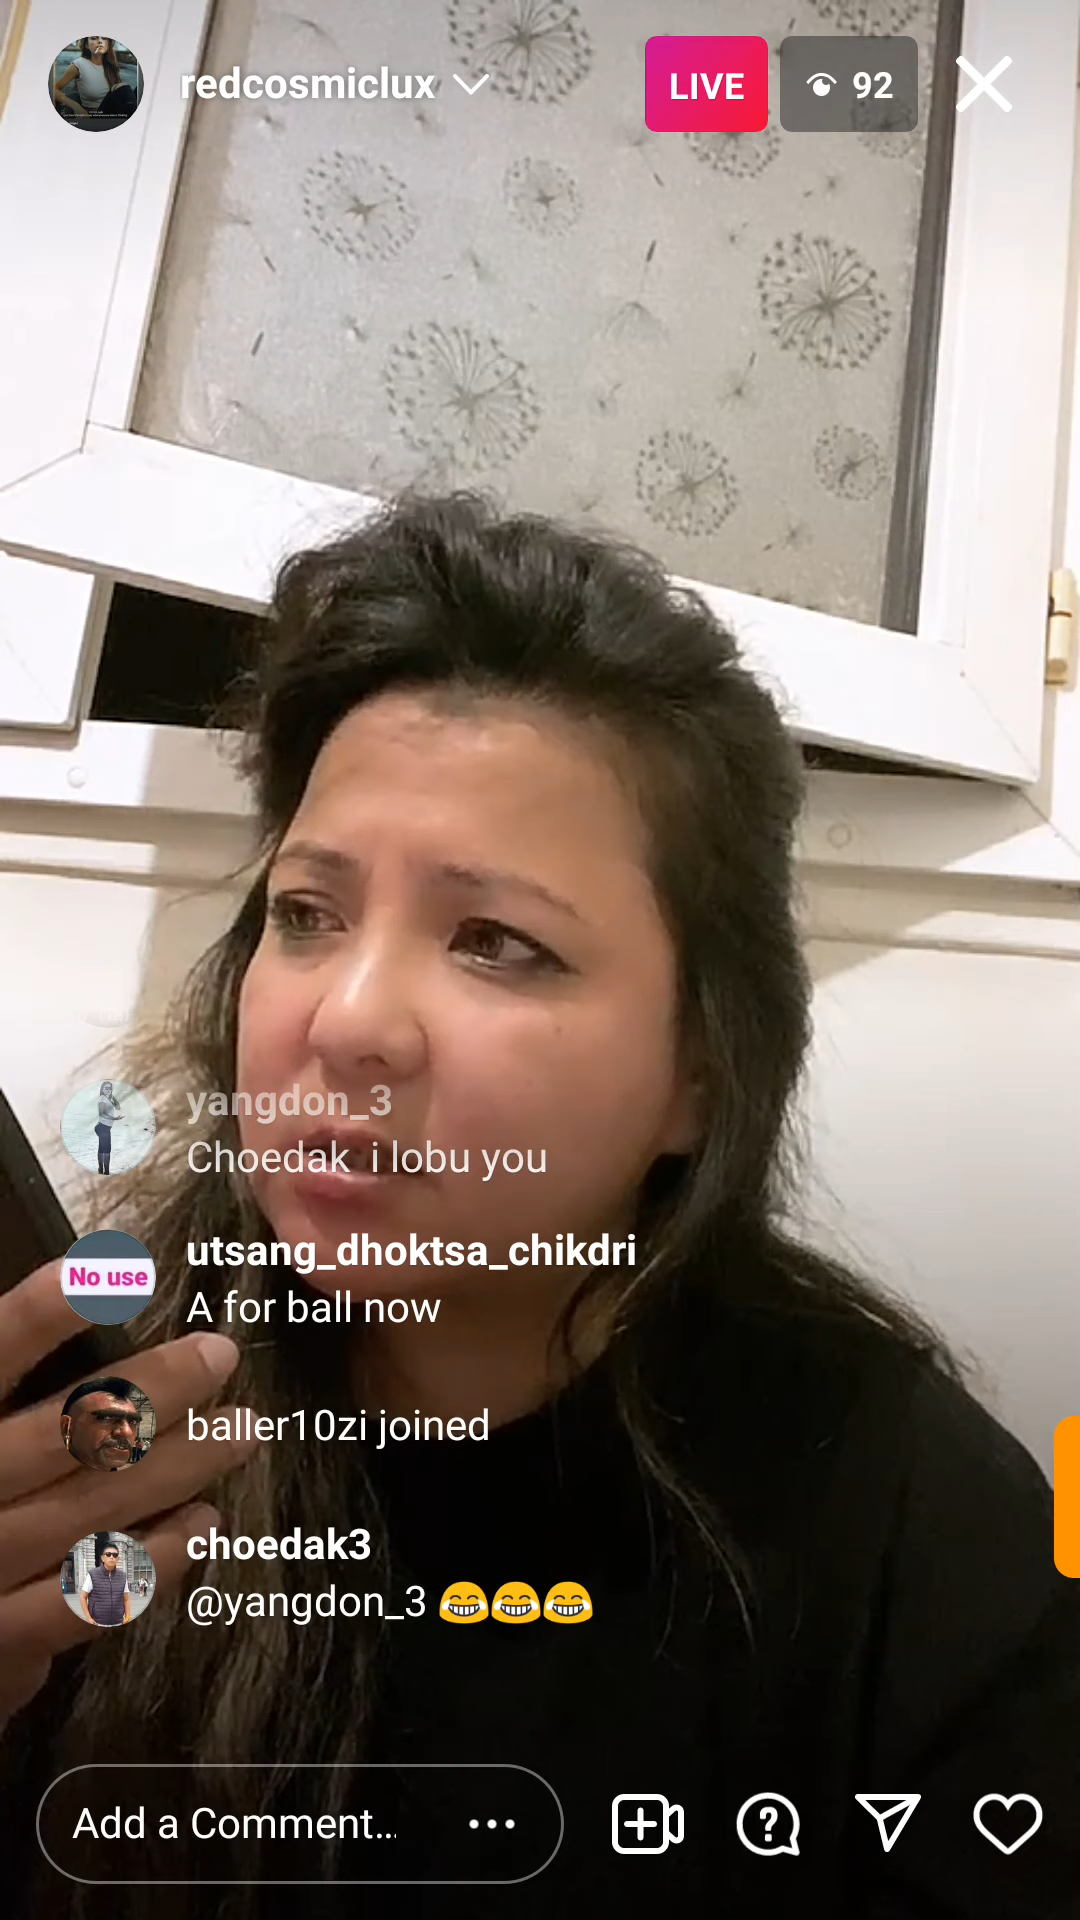 redcosmiclux
LIVE
92
yangdon_3
Choedak i lobu you
utsang_dhoktsa_chikdri
No use
A for ball now
baller10zi joined
choedak3
@yangdon_3 😂😂😂
Add a Comment...